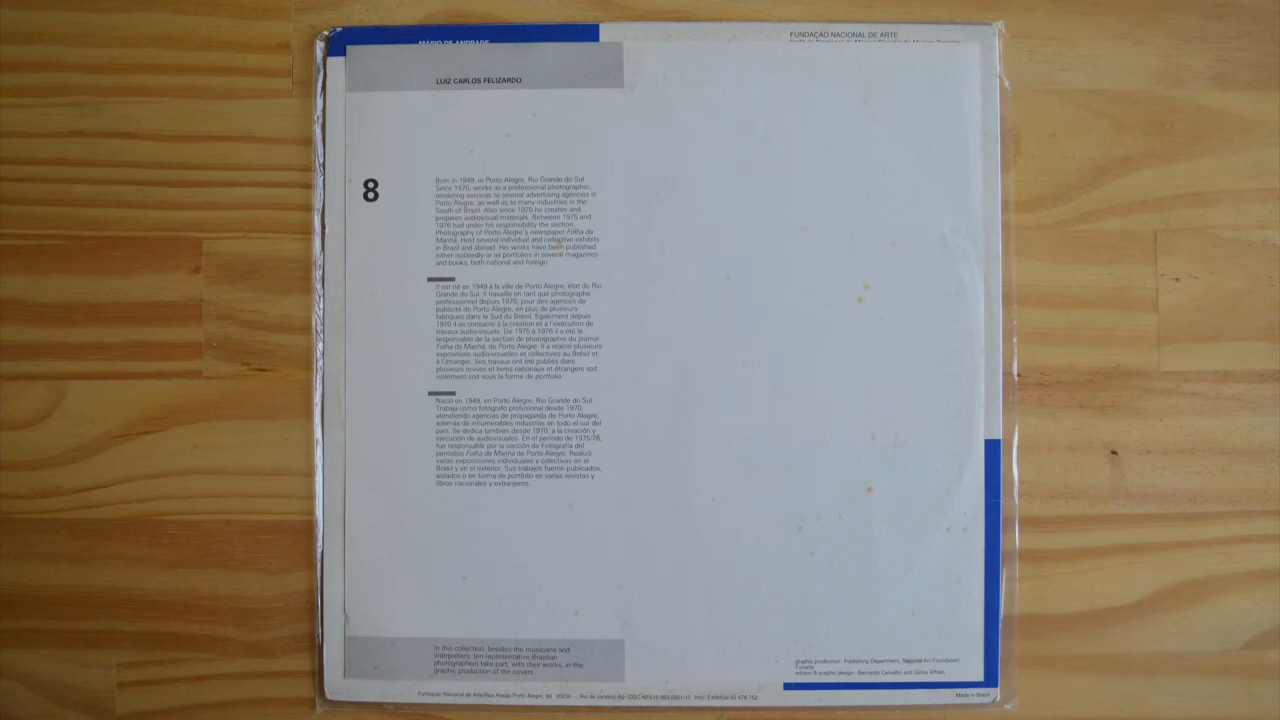 MÁRIO DE ANDRADE
FUNDAÇÃO NACIONAL DE ARTE
LUIZ CARLOS FELIZARDO
8
Born in 1949, in Porto Alegre, Rio Grande do Sul.
Since 1970, works as a professional photographer,
rendering services to several advertising agencies in
Porto Alegre, as well as to many industries in the
South of Brazil. Also since 1970 he creates and
prepares audiovisual materials. Between 1975 and
1976 had under his responsibility the section
Photography of Porto Alegre's newspaper Folha da
Manhã. Held several individual and collective exhibits
in Brazil and abroad. His works have been published
either isolatedly or as portfolios in several magazines
and books, both national and foreign.
Il est né en 1949 à la ville de Porto Alegre, état de Rio
Grande do Sul. Il travaille en tant que photographe
professionnel depuis 1970, pour des agences de
publicité de Porto Alegre, en plus de plusieurs
fabriques dans le Sud du Brésil. Egalement depuis
1970 il se consacre à la création et à l'exécution de
travaux audio-visuels. De 1975 à 1976 il a été le
responsable de la section de photographie du journal
Folha da Manhã, de Porto Alegre. Il a réalisé plusieurs
expositions audio-visuelles et collectives au Brésil et
à l'étranger. Ses travaux ont été publiés dans
plusieurs revues et livres nationaux et étrangers soit
isolément soit sous la forme de portfolio.
Nació en 1949, en Porto Alegre, Rio Grande do Sul.
Trabaja como fotógrafo profesional desde 1970,
atendiendo agencias de propaganda de Porto Alegre,
además de innumerables industrias en todo el sur del
país. Se dedica también desde 1970, a la creación y
ejecución de audiovisuales. En el período de 1975/76,
fue responsable por la sección de Fotografía del
periódico Folha da Manhã de Porto Alegre. Realizó
varias exposiciones individuales y colectivas en el
Brasil y en el exterior. Sus trabajos fueron publicados,
aislados o en forma de portfolio en varias revistas y
libros nacionales y extranjeros.
In this collection, besides the musicians and
interpreters, ten representative Brazilian
photographers take part, with their works, in the
graphic production of the covers.
graphic production: Publishing Department, National Art Foundation
Funarte
editors & graphic design: Bernardo Carvalho and Glória Afflalo
Fundação Nacional de Arte/Rua Araújo Porto Alegre, 80 20030 - Rio de Janeiro, RJ
Made in Brazil